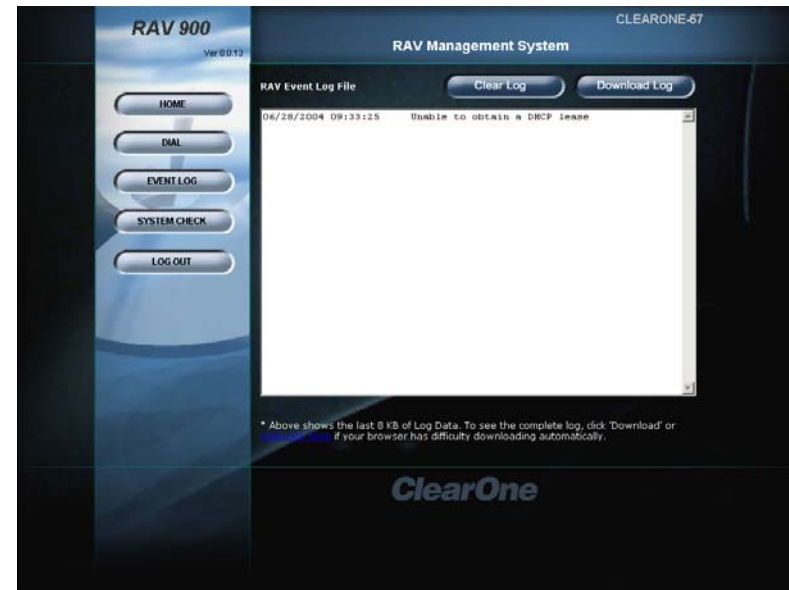 RAV 900
Ver 0.0.13
CLEARONE-67
RAV Management System
RAV Event Log File
Clear Log
Download Log
HOME
DIAL
EVENT LOG
SYSTEM CHECK
LOG OUT
06/28/2004 09:33:25 Unable to obtain a DHCP lease
* Above shows the last 8 KB of Log Data. To see the complete log, click 'Download' or
if your browser has difficulty downloading automatically.
ClearOne